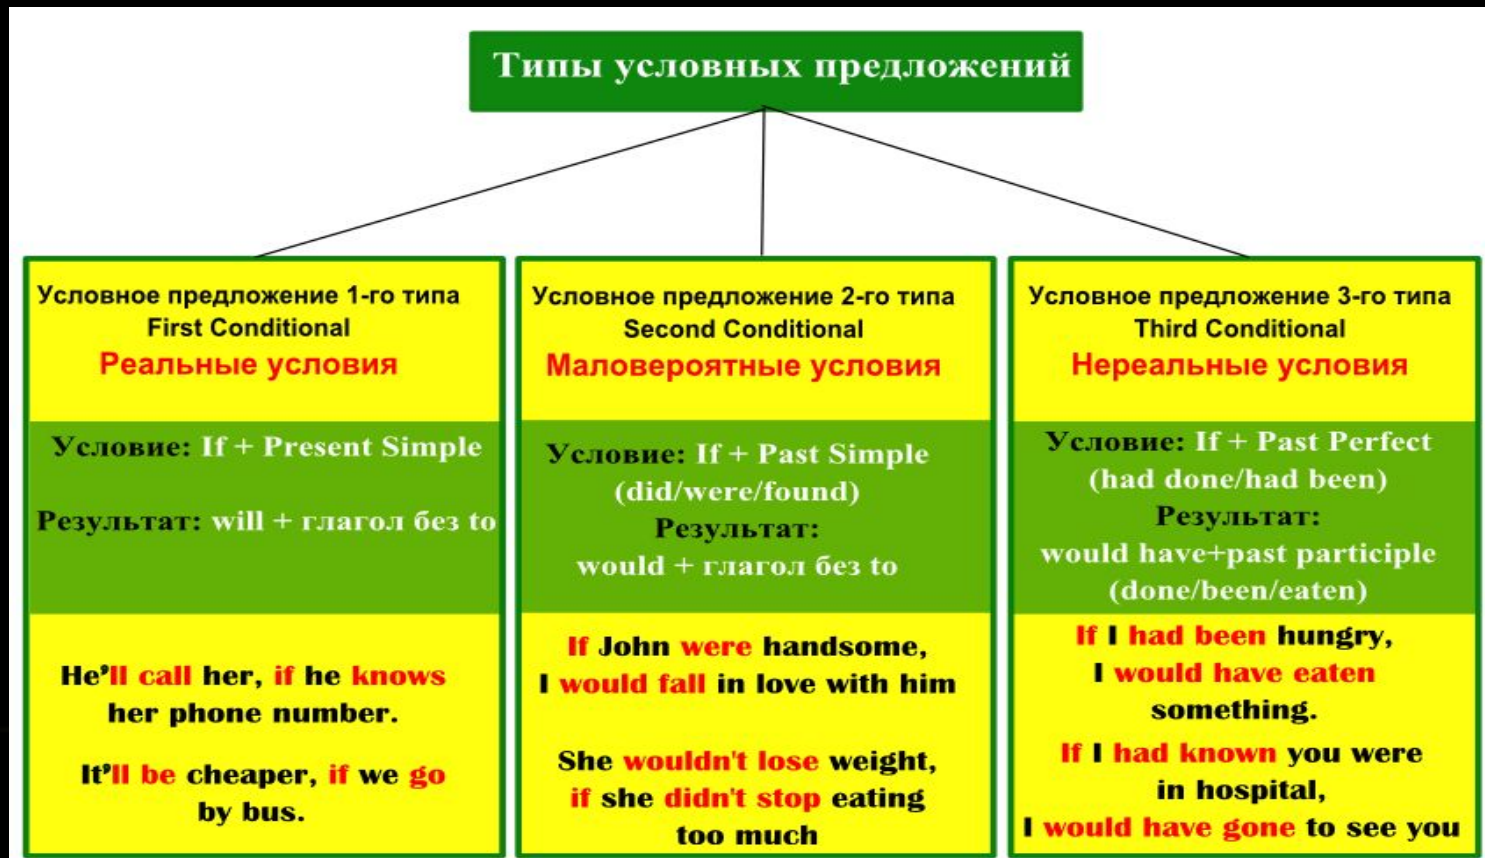 Типы условных предложений
Условное предложение 1-го типа
First Conditional
Реальные условия
Условие: If + Present Simple
Результат: will + глагол без to
He'll call her, if he knows
her phone number.
It'll be cheaper, if we go
by bus.
Условное предложение 2-го типа
Second Conditional
Маловероятные условия
Условие: If + Past Simple
(did/were/found)
Результат:
would + глагол без to
If John were handsome,
I would fall in love with him
She wouldn't lose weight,
if she didn't stop eating
too much
Условное предложение 3-го типа
Third Conditional
Нереальные условия
Условие: If + Past Perfect
(had done/had been)
Результат:
would have+past participle
(done/been/eaten)
If I had been hungry,
I would have eaten
something.
If I had known you were
in hospital,
I would have gone to see you